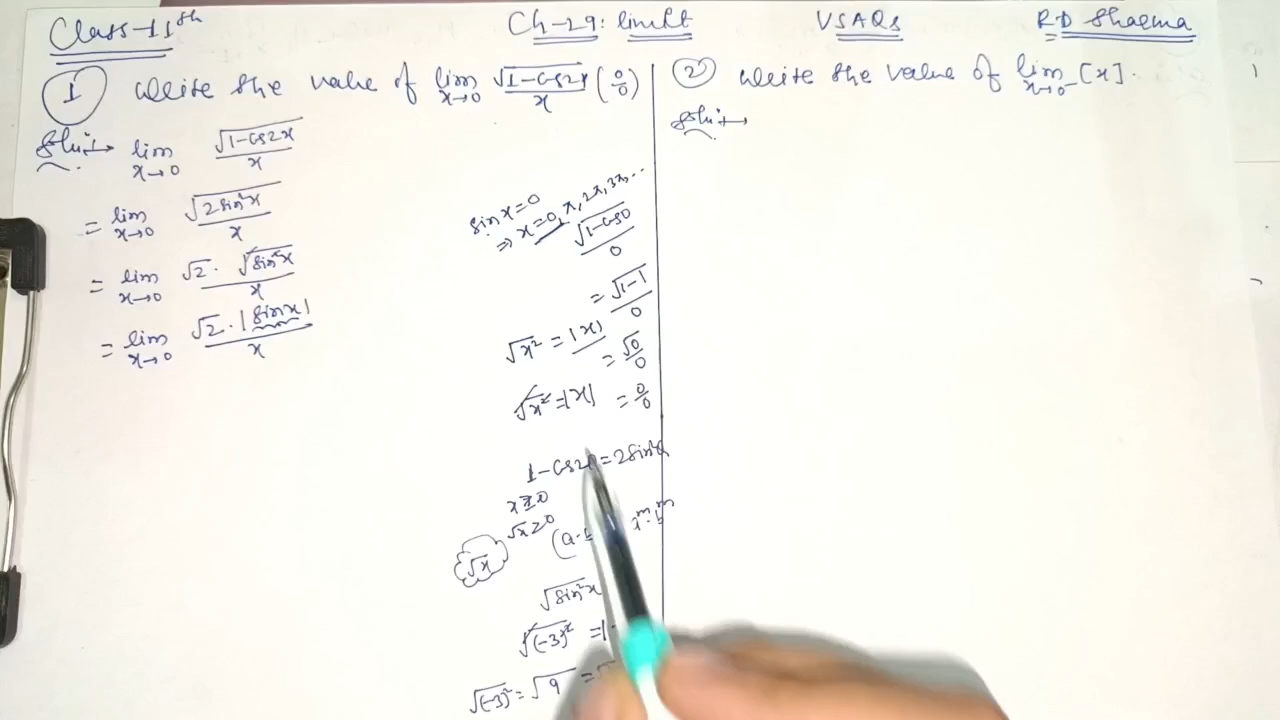 Class-11th
Ch-29: limit
VSAQs
RD Sharma
1 Write the value of lim x→0 √(1-cos2x)/x (0/0)
Soln:→ lim x→0 √(1-cos2x)/x
= lim x→0 √(2sin²x)/x
= lim x→0 √2 · √(sin²x)/x
= lim x→0 √2 · |sinx|/x
sin x=0
⇒ x=0, π, 2π, 3π, ...
√(1-cos0)/0
= √(1-1)/0
√x² = |x|
= √0/0
√x² = |x|
= 0/0
1-cos2θ = 2sin²θ
√x ≥ 0
√x
√sin²x
√(-3)² =
√(-3)² = √9 =
2 Write the value of lim x→0⁻ [x].
Soln:→